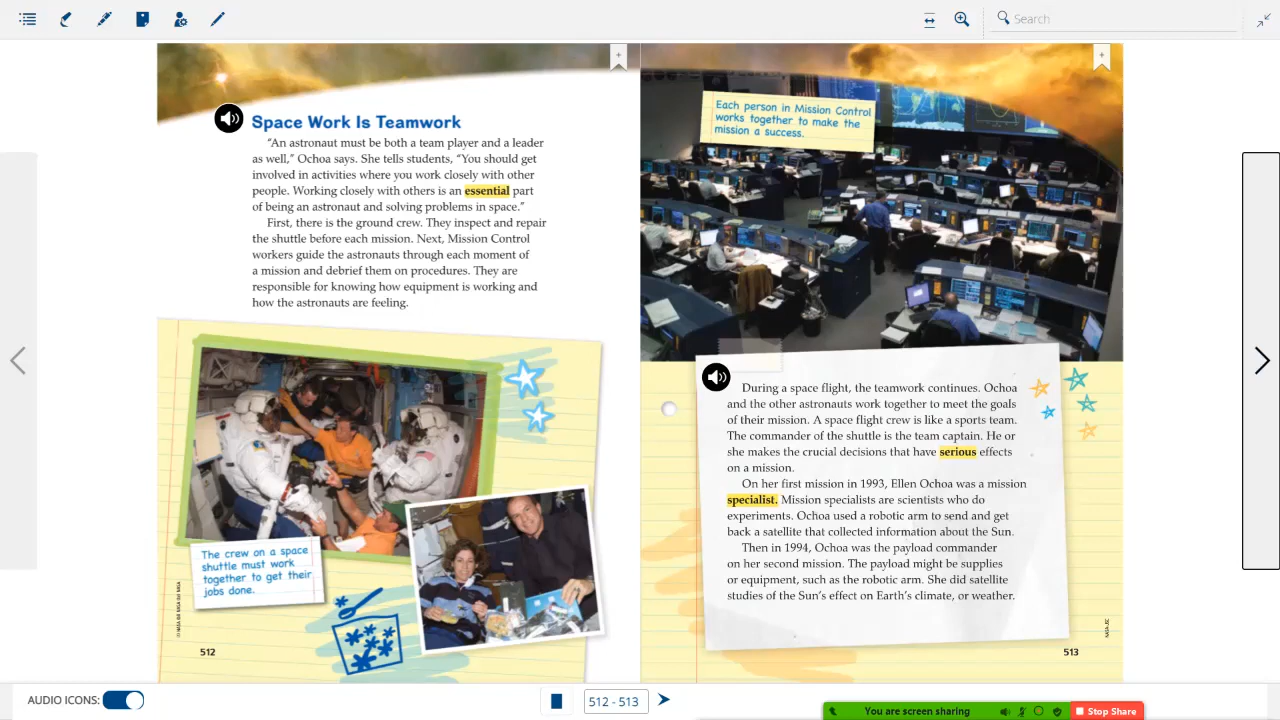 Search
Space Work Is Teamwork
“An astronaut must be both a team player and a leader
as well,” Ochoa says. She tells students, “You should get
involved in activities where you work closely with other
people. Working closely with others is an essential part
of being an astronaut and solving problems in space.”
First, there is the ground crew. They inspect and repair
the shuttle before each mission. Next, Mission Control
workers guide the astronauts through each moment of
a mission and debrief them on procedures. They are
responsible for knowing how equipment is working and
how the astronauts are feeling.
The crew on a space
shuttle must work
together to get their
jobs done.
512
Each person in Mission Control
works together to make the
mission a success.
During a space flight, the teamwork continues. Ochoa
and the other astronauts work together to meet the goals
of their mission. A space flight crew is like a sports team.
The commander of the shuttle is the team captain. He or
she makes the crucial decisions that have serious effects
on a mission.
On her first mission in 1993, Ellen Ochoa was a mission
specialist. Mission specialists are scientists who do
experiments. Ochoa used a robotic arm to send and get
back a satellite that collected information about the Sun.
Then in 1994, Ochoa was the payload commander
on her second mission. The payload might be supplies
or equipment, such as the robotic arm. She did satellite
studies of the Sun’s effect on Earth’s climate, or weather.
NASA-JSC
513
AUDIO ICONS:
512 - 513
You are screen sharing
Stop Share